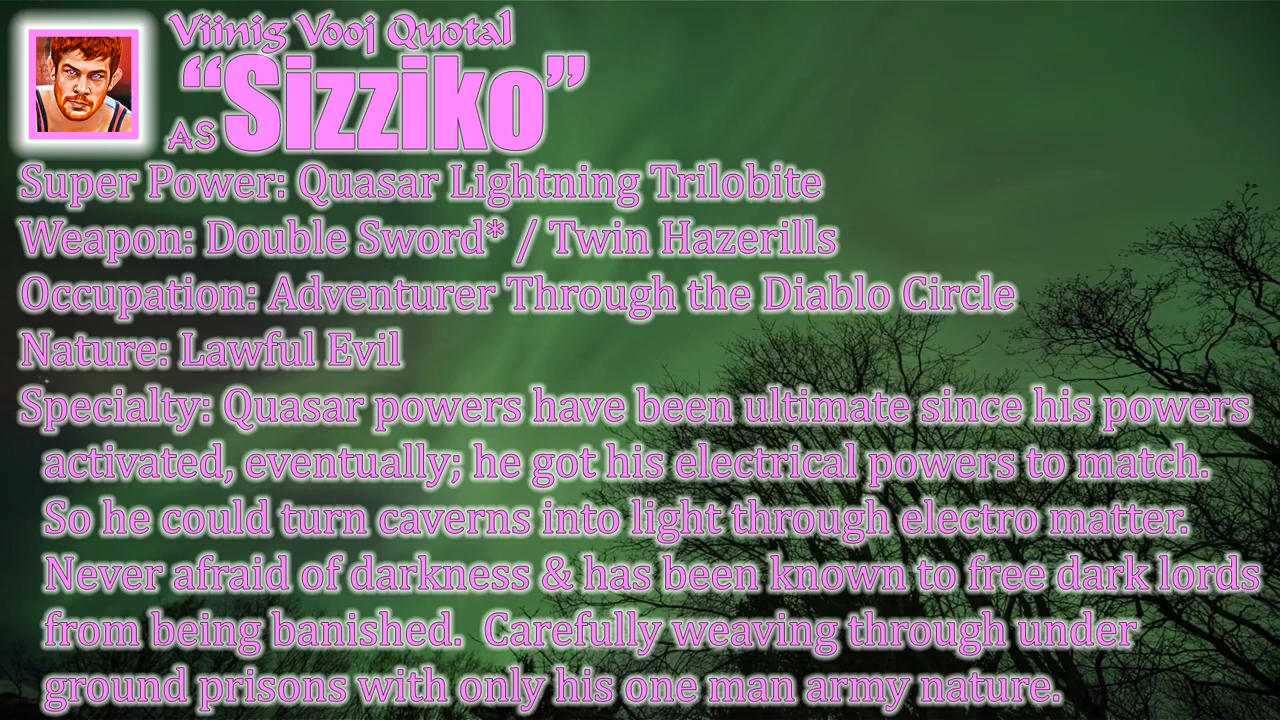 Viinig Vooj Quotal
AS “Sizziko”
Super Power: Quasar Lightning Trilobite
Weapon: Double Sword* / Twin Hazerills
Occupation: Adventurer Through the Diablo Circle
Nature: Lawful Evil
Specialty: Quasar powers have been ultimate since his powers
activated, eventually; he got his electrical powers to match.
So he could turn caverns into light through electro matter.
Never afraid of darkness & has been known to free dark lords
from being banished.  Carefully weaving through under
ground prisons with only his one man army nature.